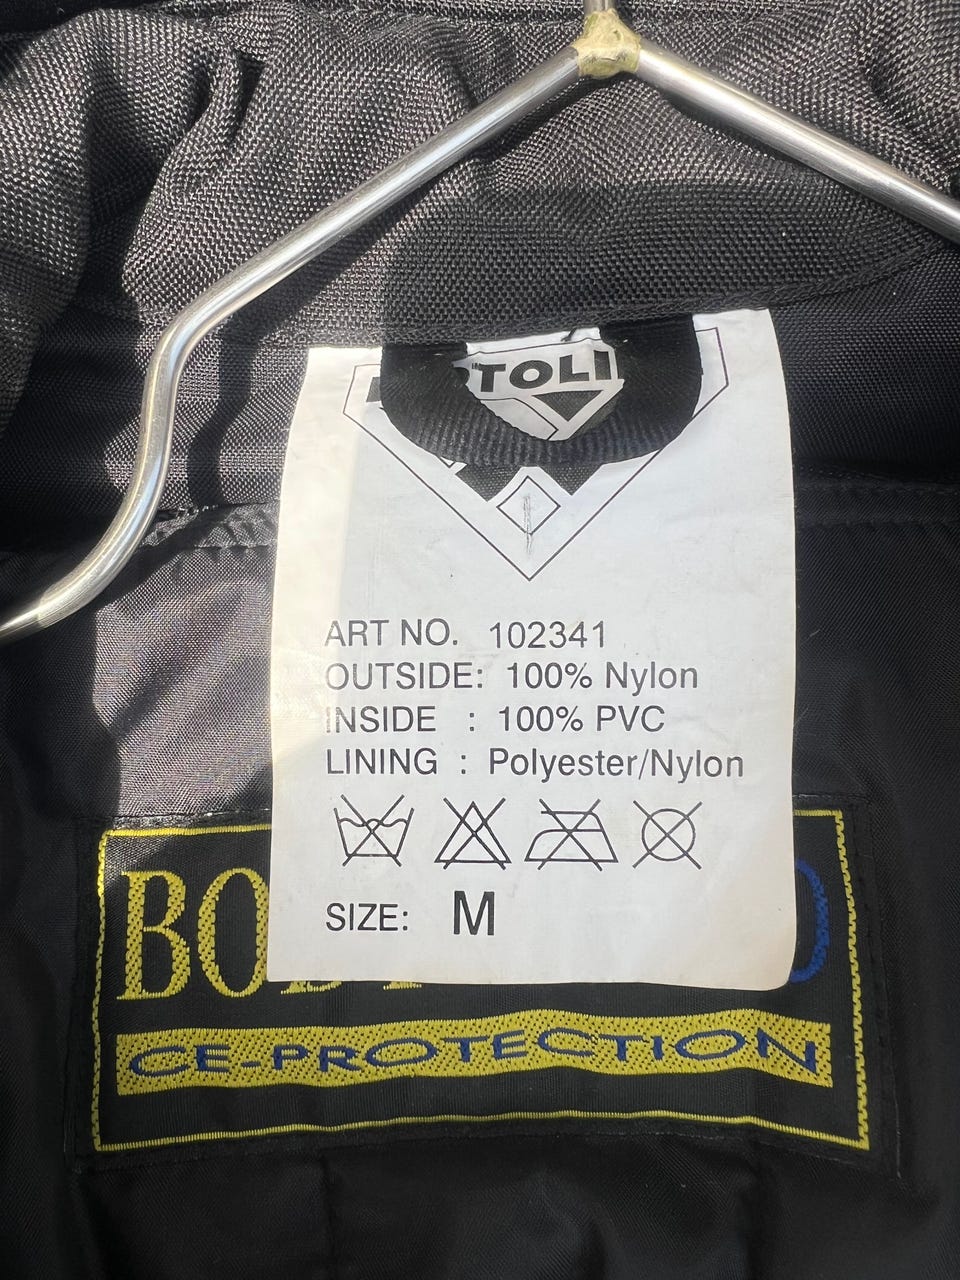 TOLI
ART NO. 102341
OUTSIDE: 100% Nylon
INSIDE : 100% PVC
LINING : Polyester/Nylon
SIZE: M
CE-PROTECTION